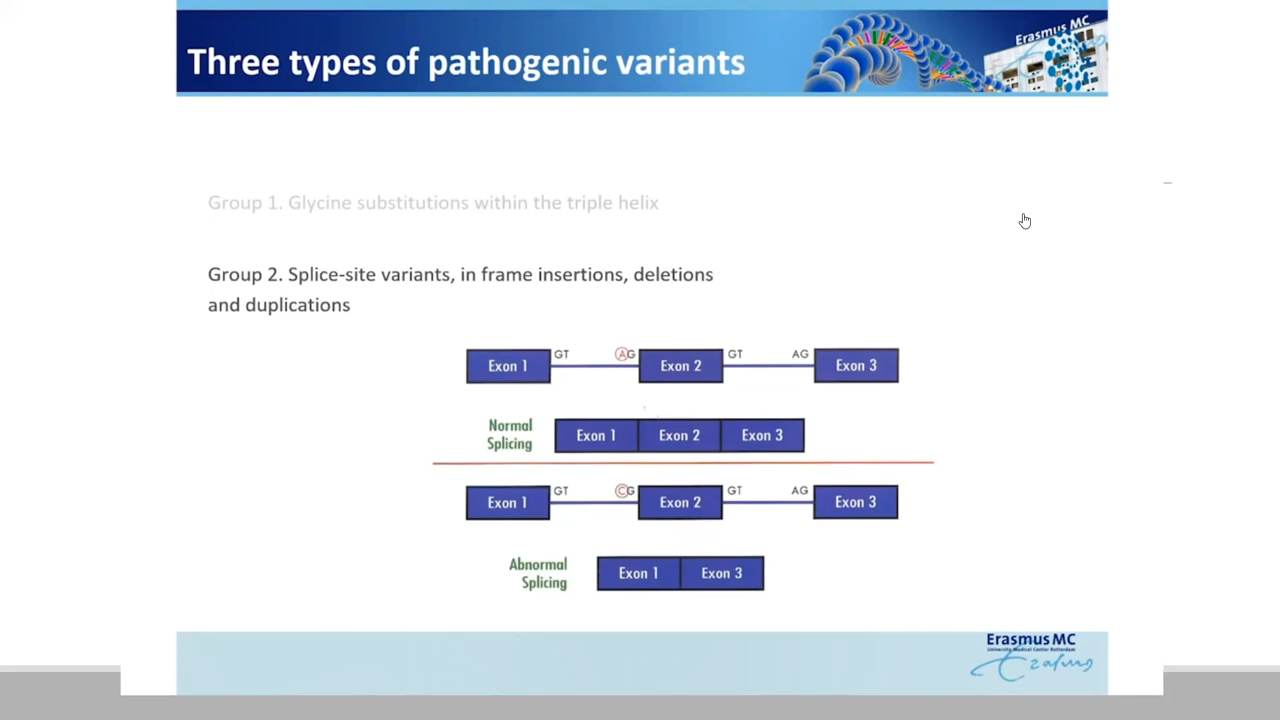 Three types of pathogenic variants
Erasmus MC
Group 1. Glycine substitutions within the triple helix
Group 2. Splice-site variants, in frame insertions, deletions
and duplications
Exon 1 GT AG Exon 2 GT AG Exon 3
Normal
Splicing
Exon 1 Exon 2 Exon 3
Exon 1 GT CG Exon 2 GT AG Exon 3
Abnormal
Splicing
Exon 1 Exon 3
Erasmus MC
University Medical Center Rotterdam
Erasmus